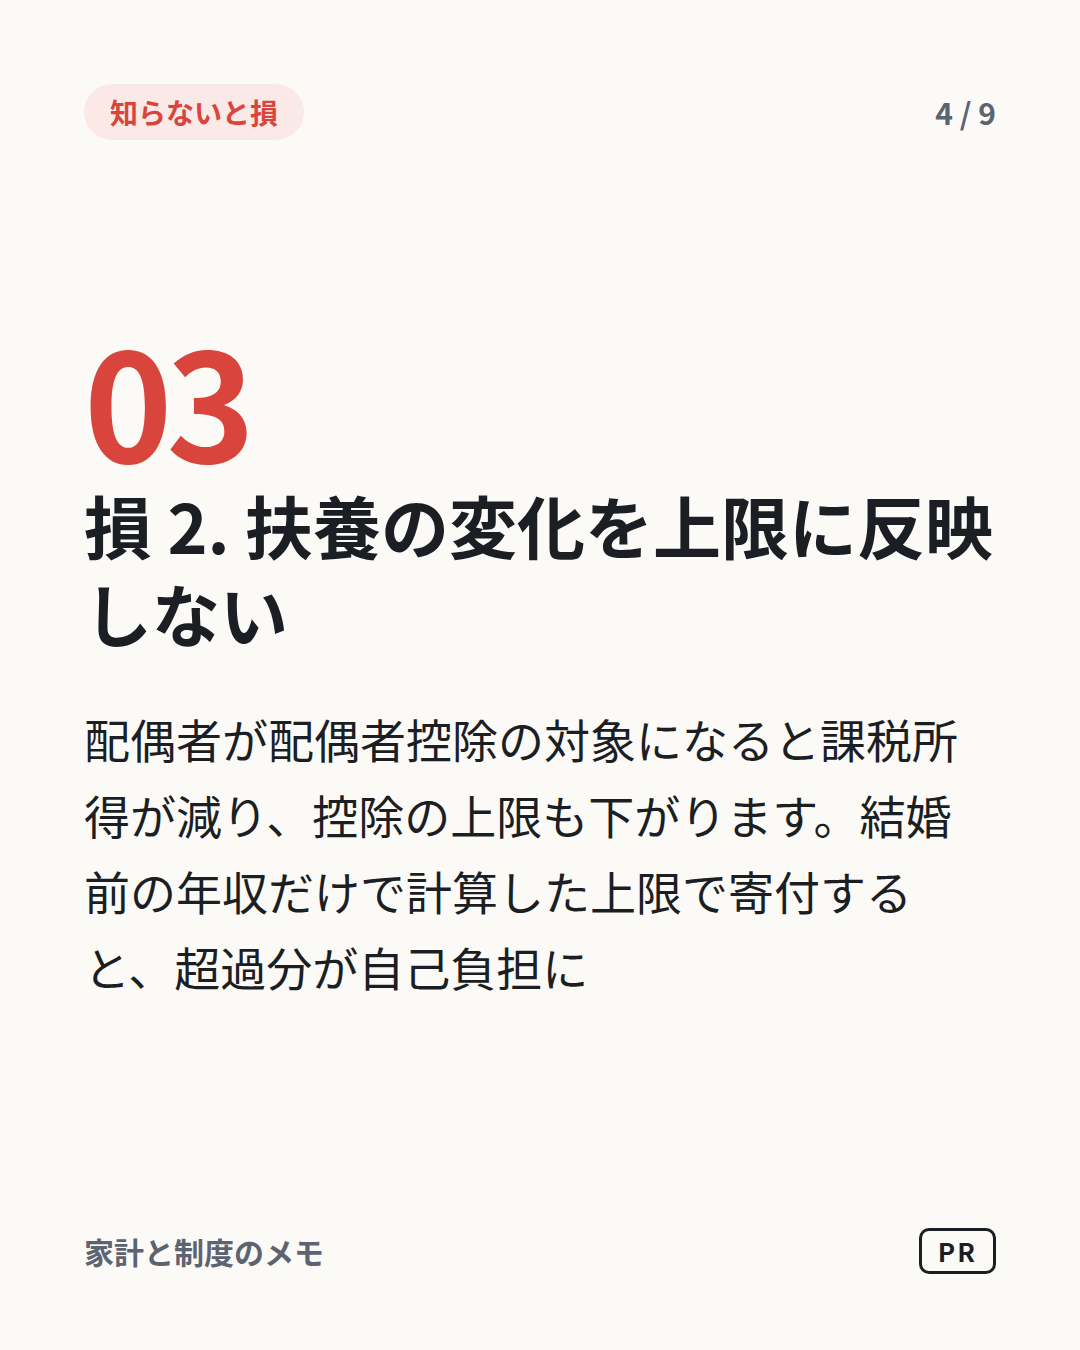 知らないと損
4 / 9
03
損 2. 扶養の変化を上限に反映
しない
配偶者が配偶者控除の対象になると課税所
得が減り、控除の上限も下がります。結婚
前の年収だけで計算した上限で寄付する
と、超過分が自己負担に
家計と制度のメモ
PR